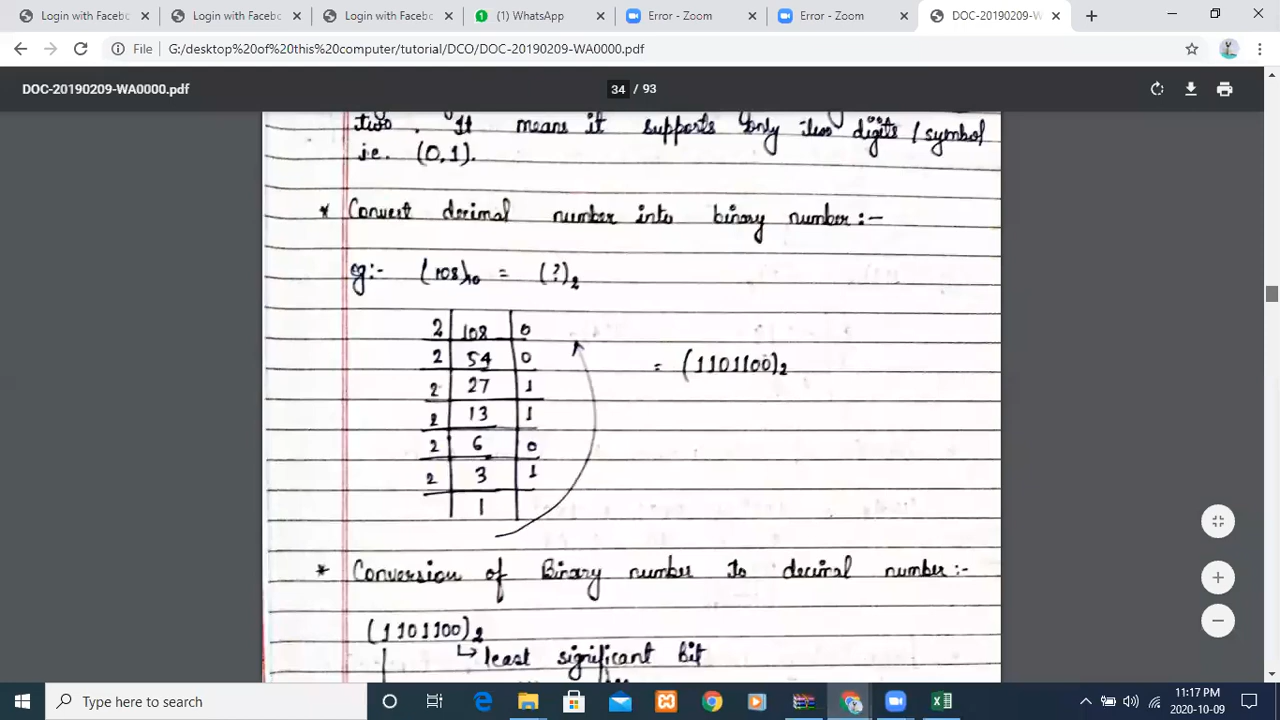 Login with Facebo
Login with Facebo
Login with Facebo
(1) WhatsApp
Error - Zoom
Error - Zoom
DOC-20190209-W
File
G:/desktop%20of%20this%20computer/tutorial/DCO/DOC-20190209-WA0000.pdf
DOC-20190209-WA0000.pdf
34 / 93
two. It means it supports only two digits / symbol
i.e. (0,1).
* Convert decimal number into binary number:-
eg:- (108)10 = (?)2
2 108 0
2 54 0
= (1101100)2
2 27 1
2 13 1
2 6 0
2 3 1
1
* Conversion of Binary number to decimal number:-
(1101100)2
↳ least significant Bit
Type here to search
11:17 PM
2020-10-09